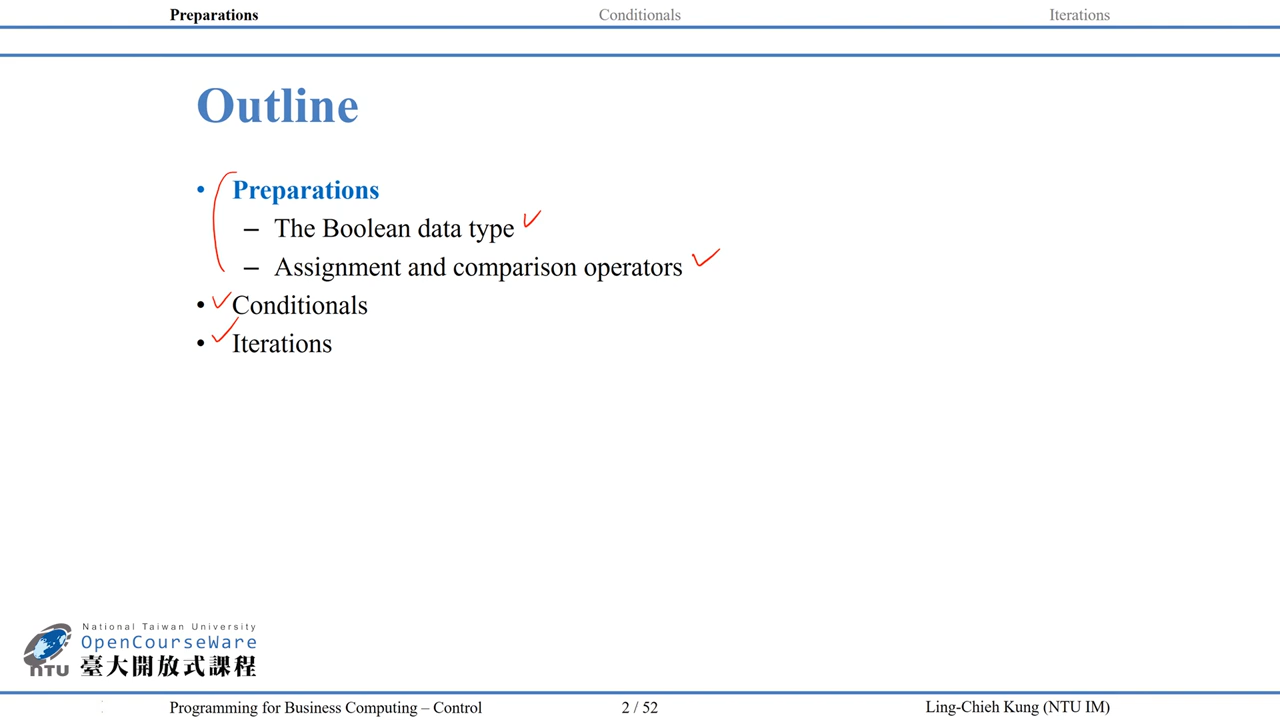 Preparations Conditionals Iterations
Outline
• Preparations
– The Boolean data type
– Assignment and comparison operators
• Conditionals
• Iterations
National Taiwan University
OpenCourseWare
NTU 臺大開放式課程
Programming for Business Computing – Control 2 / 52 Ling-Chieh Kung (NTU IM)